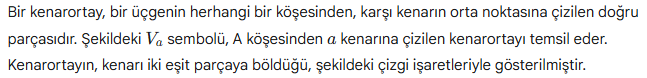 Bir kenarortay, bir üçgenin herhangi bir köşesinden, karşı kenarın orta noktasına çizilen doğru
parçasıdır. Şekildeki Vₐ sembolü, A köşesinden a kenarına çizilen kenarortayı temsil eder.
Kenarortayın, kenarı iki eşit parçaya böldüğü, şekildeki çizgi işaretleriyle gösterilmiştir.